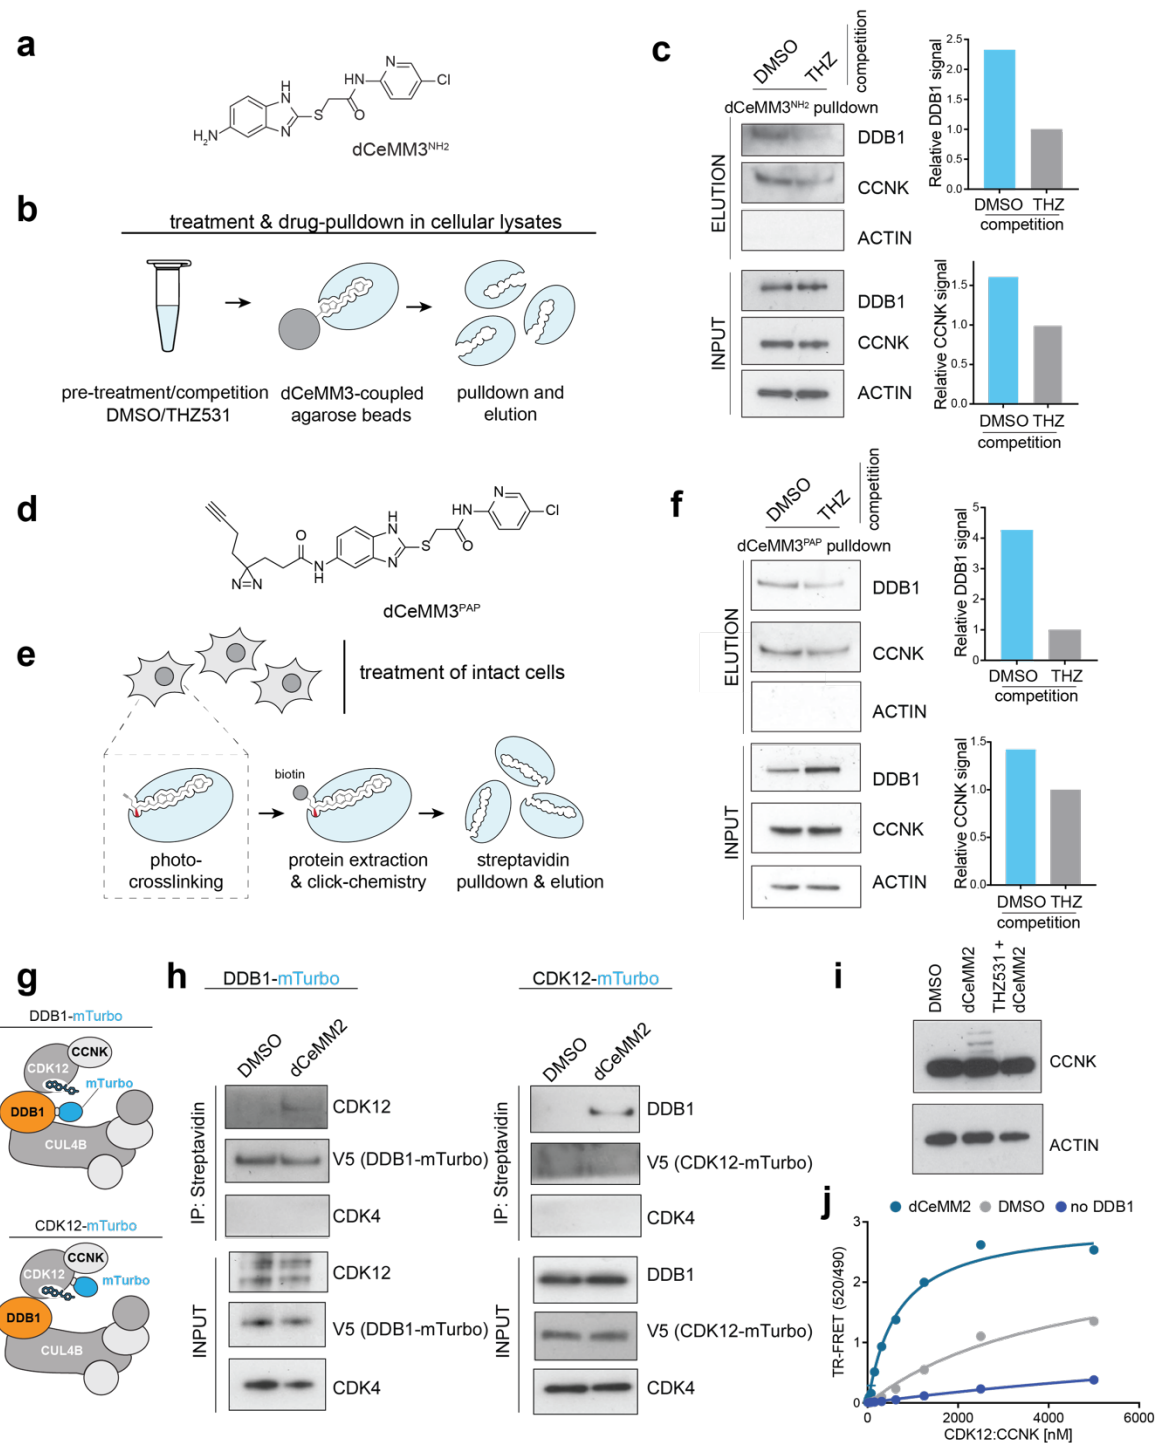 a
H
N
N
S
O
HN
N
Cl
H₂N
dCeMM3NH2
b
treatment & drug-pulldown in cellular lysates
pre-treatment/competition
DMSO/THZ531
dCeMM3-coupled
agarose beads
pulldown and
elution
c
DMSO
THZ
competition
dCeMM3NH2 pulldown
ELUTION
DDB1
CCNK
ACTIN
INPUT
DDB1
CCNK
ACTIN
Relative DDB1 signal
2.5
2.0
1.5
1.0
0.5
0.0
DMSO THZ
competition
Relative CCNK signal
1.5
1.0
0.5
0.0
DMSO THZ
competition
d
N=N
O
N
H
H
N
N
S
O
HN
N
Cl
dCeMM3PAP
e
treatment of intact cells
biotin
photo-
crosslinking
protein extraction
& click-chemistry
streptavidin
pulldown & elution
f
DMSO
THZ
competition
dCeMM3PAP pulldown
ELUTION
DDB1
CCNK
ACTIN
INPUT
DDB1
CCNK
ACTIN
Relative DDB1 signal
5
4
3
2
1
0
DMSO THZ
competition
Relative CCNK signal
1.5
1.0
0.5
0.0
DMSO THZ
competition
g
DDB1-mTurbo
CCNK
CDK12
mTurbo
DDB1
CUL4B
CDK12-mTurbo
CCNK
CDK12
mTurbo
DDB1
CUL4B
h
DDB1-mTurbo
DMSO
dCeMM2
IP: Streptavidin
CDK12
V5 (DDB1-mTurbo)
CDK4
INPUT
CDK12
V5 (DDB1-mTurbo)
CDK4
CDK12-mTurbo
DMSO
dCeMM2
IP: Streptavidin
DDB1
V5 (CDK12-mTurbo)
CDK4
INPUT
DDB1
V5 (CDK12-mTurbo)
CDK4
i
DMSO
dCeMM2
THZ531 +
dCeMM2
CCNK
ACTIN
j
dCeMM2
DMSO
no DDB1
TR-FRET (520/490)
3
2
1
0
0
2000
4000
6000
CDK12:CCNK [nM]